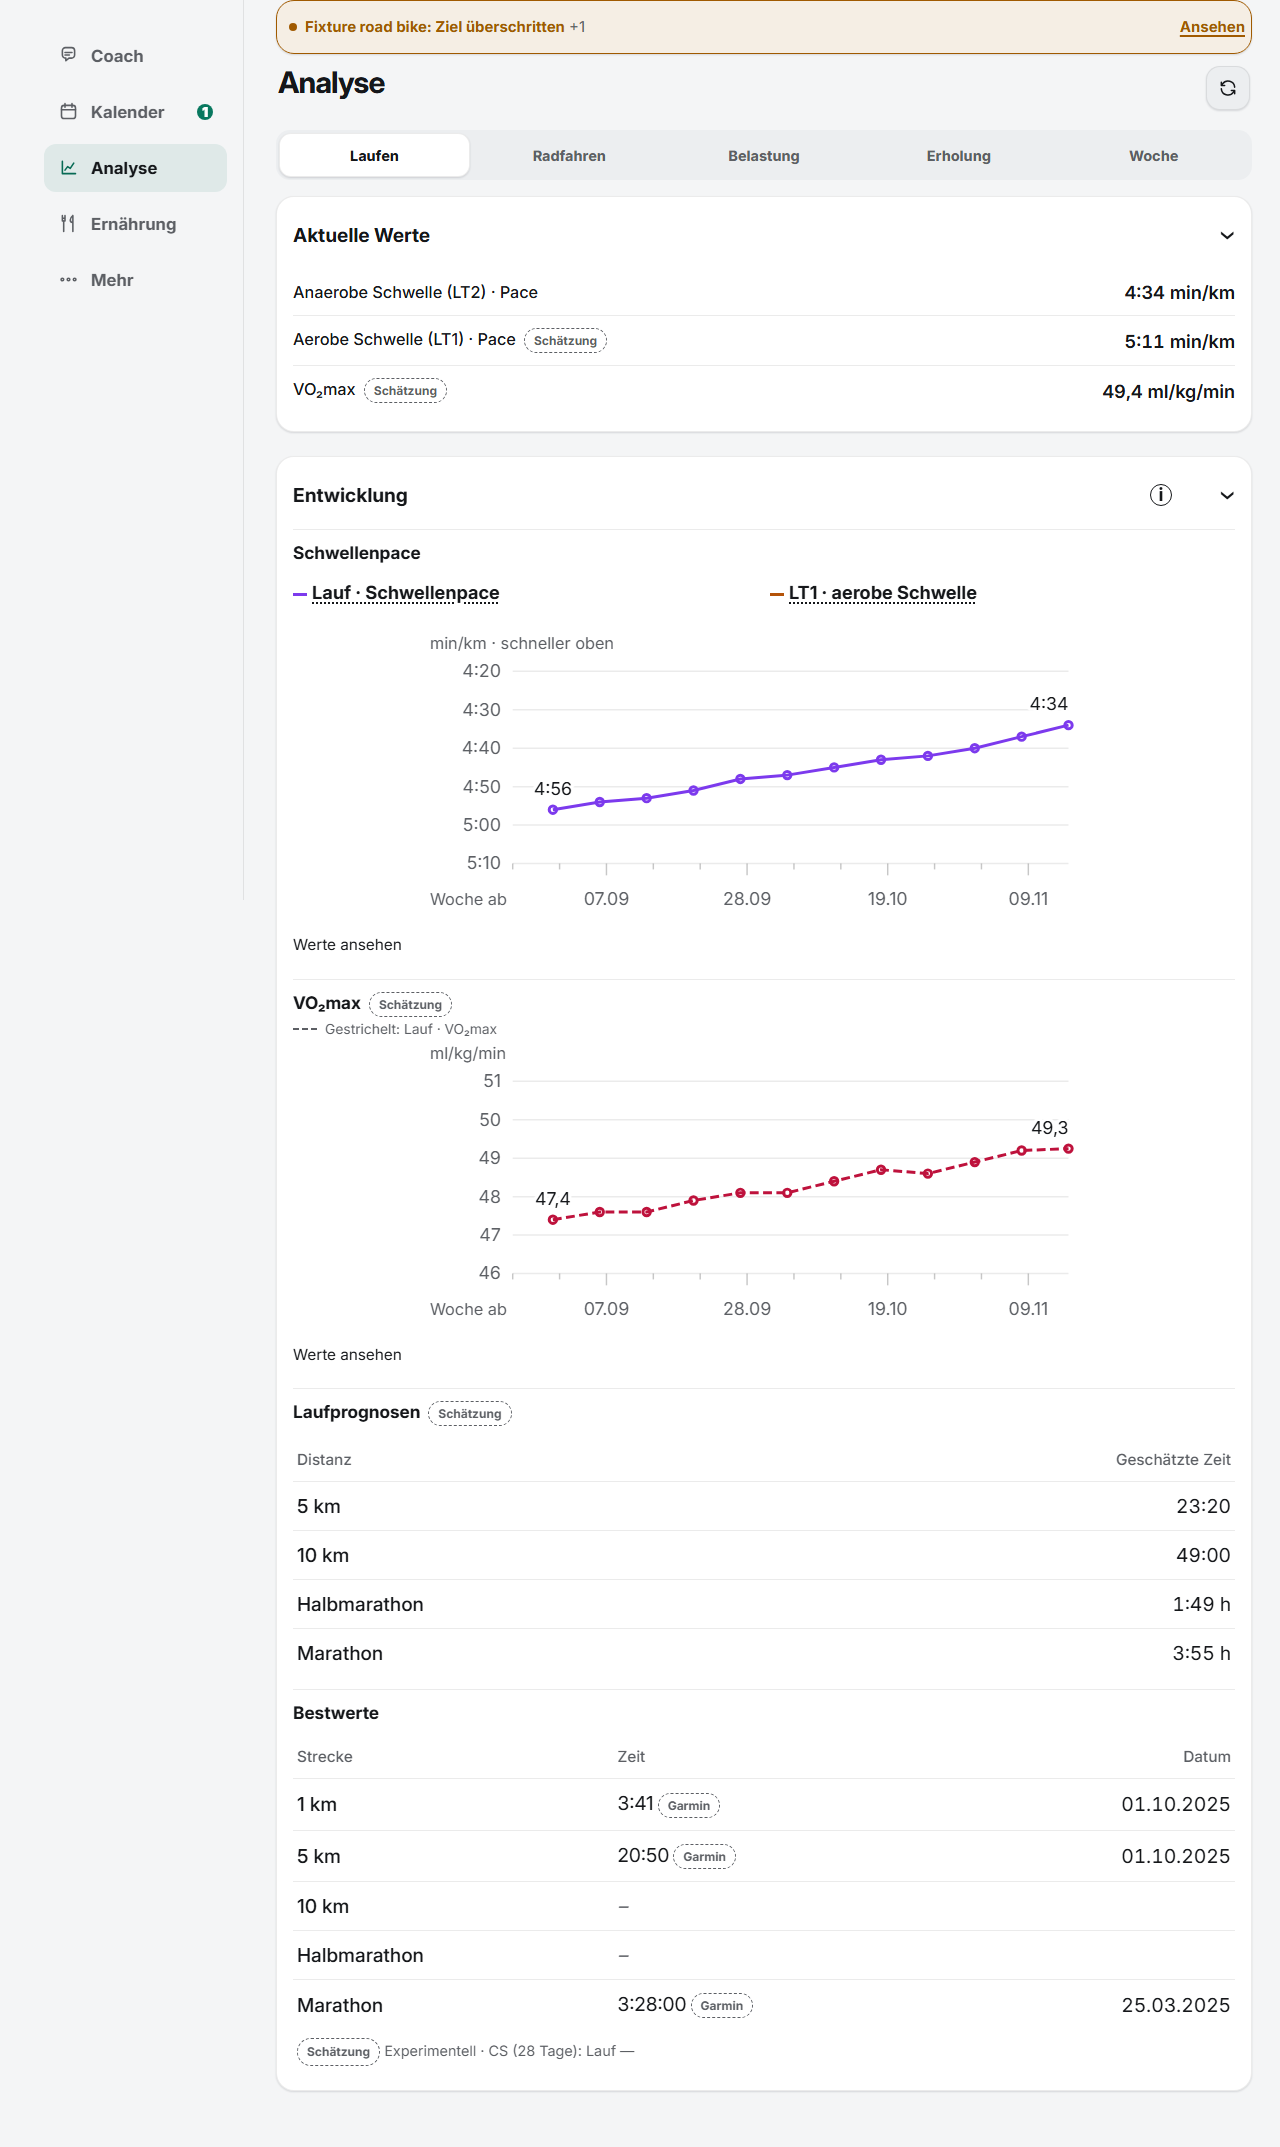 Fixture road bike: Ziel überschritten +1
Ansehen
Coach
Kalender 1
Analyse
Ernährung
Mehr
Analyse
Laufen
Radfahren
Belastung
Erholung
Woche
Aktuelle Werte
Anaerobe Schwelle (LT2) · Pace 4:34 min/km
Aerobe Schwelle (LT1) · Pace Schätzung 5:11 min/km
VO₂max Schätzung 49,4 ml/kg/min
Entwicklung
Schwellenpace
Lauf · Schwellenpace
LT1 · aerobe Schwelle
min/km · schneller oben
4:20
4:30
4:34
4:40
4:50
4:56
5:00
5:10
Woche ab 07.09 28.09 19.10 09.11
Werte ansehen
VO₂max Schätzung
Gestrichelt: Lauf · VO₂max
ml/kg/min
51
50
49,3
49
48
47,4
47
46
Woche ab 07.09 28.09 19.10 09.11
Werte ansehen
Laufprognosen Schätzung
Distanz Geschätzte Zeit
5 km 23:20
10 km 49:00
Halbmarathon 1:49 h
Marathon 3:55 h
Bestwerte
Strecke Zeit Datum
1 km 3:41 Garmin 01.10.2025
5 km 20:50 Garmin 01.10.2025
10 km –
Halbmarathon –
Marathon 3:28:00 Garmin 25.03.2025
Schätzung Experimentell · CS (28 Tage): Lauf —